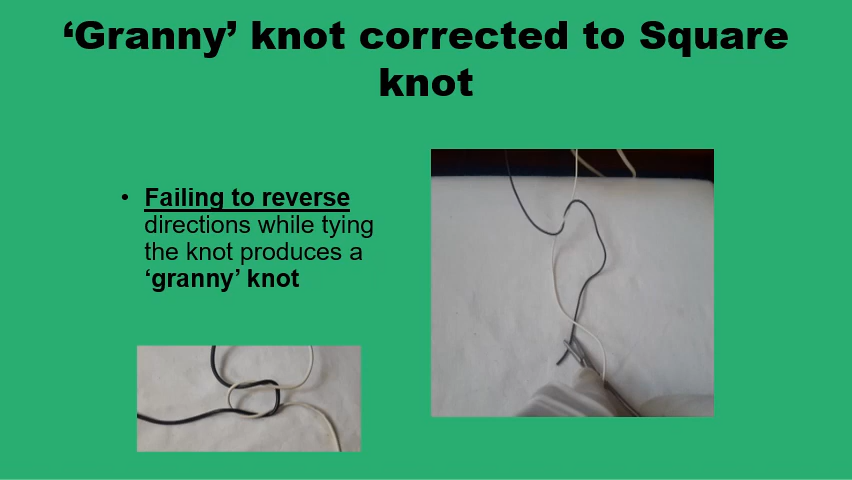 ‘Granny’ knot corrected to Square
knot
• Failing to reverse
directions while tying
the knot produces a
‘granny’ knot